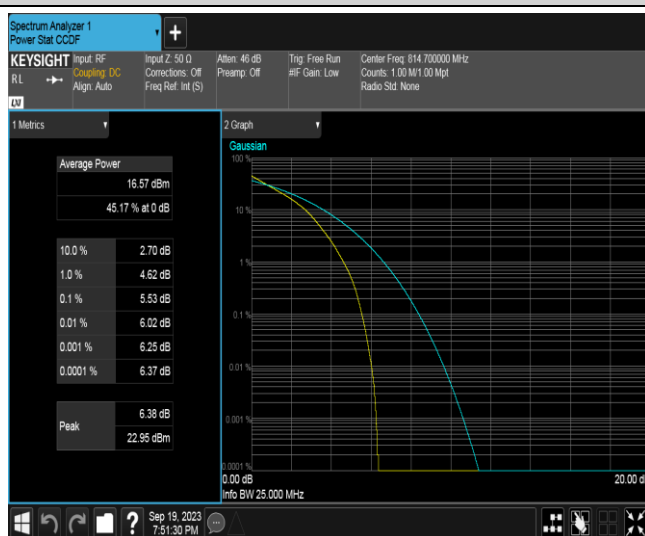 Spectrum Analyzer 1
Power Stat CCDF
KEYSIGHT
Input: RF
Coupling: DC
Align: Auto
Input Z: 50 Ω
Corrections: Off
Freq Ref: Int (S)
Atten: 46 dB
Preamp: Off
Trig: Free Run
#IF Gain: Low
Center Freq: 814.700000 MHz
Counts: 1.00 M/1.00 Mpt
Radio Std: None
RL
LXI
1 Metrics
Average Power
16.57 dBm
45.17 % at 0 dB
10.0 % 2.70 dB
1.0 % 4.62 dB
0.1 % 5.53 dB
0.01 % 6.02 dB
0.001 % 6.25 dB
0.0001 % 6.37 dB
Peak
6.38 dB
22.95 dBm
2 Graph
Gaussian
100 %
10 %
1 %
0.1 %
0.01 %
0.001 %
0.0001 %
0.00 dB
20.00 d
Info BW 25.000 MHz
Sep 19, 2023
7:51:30 PM